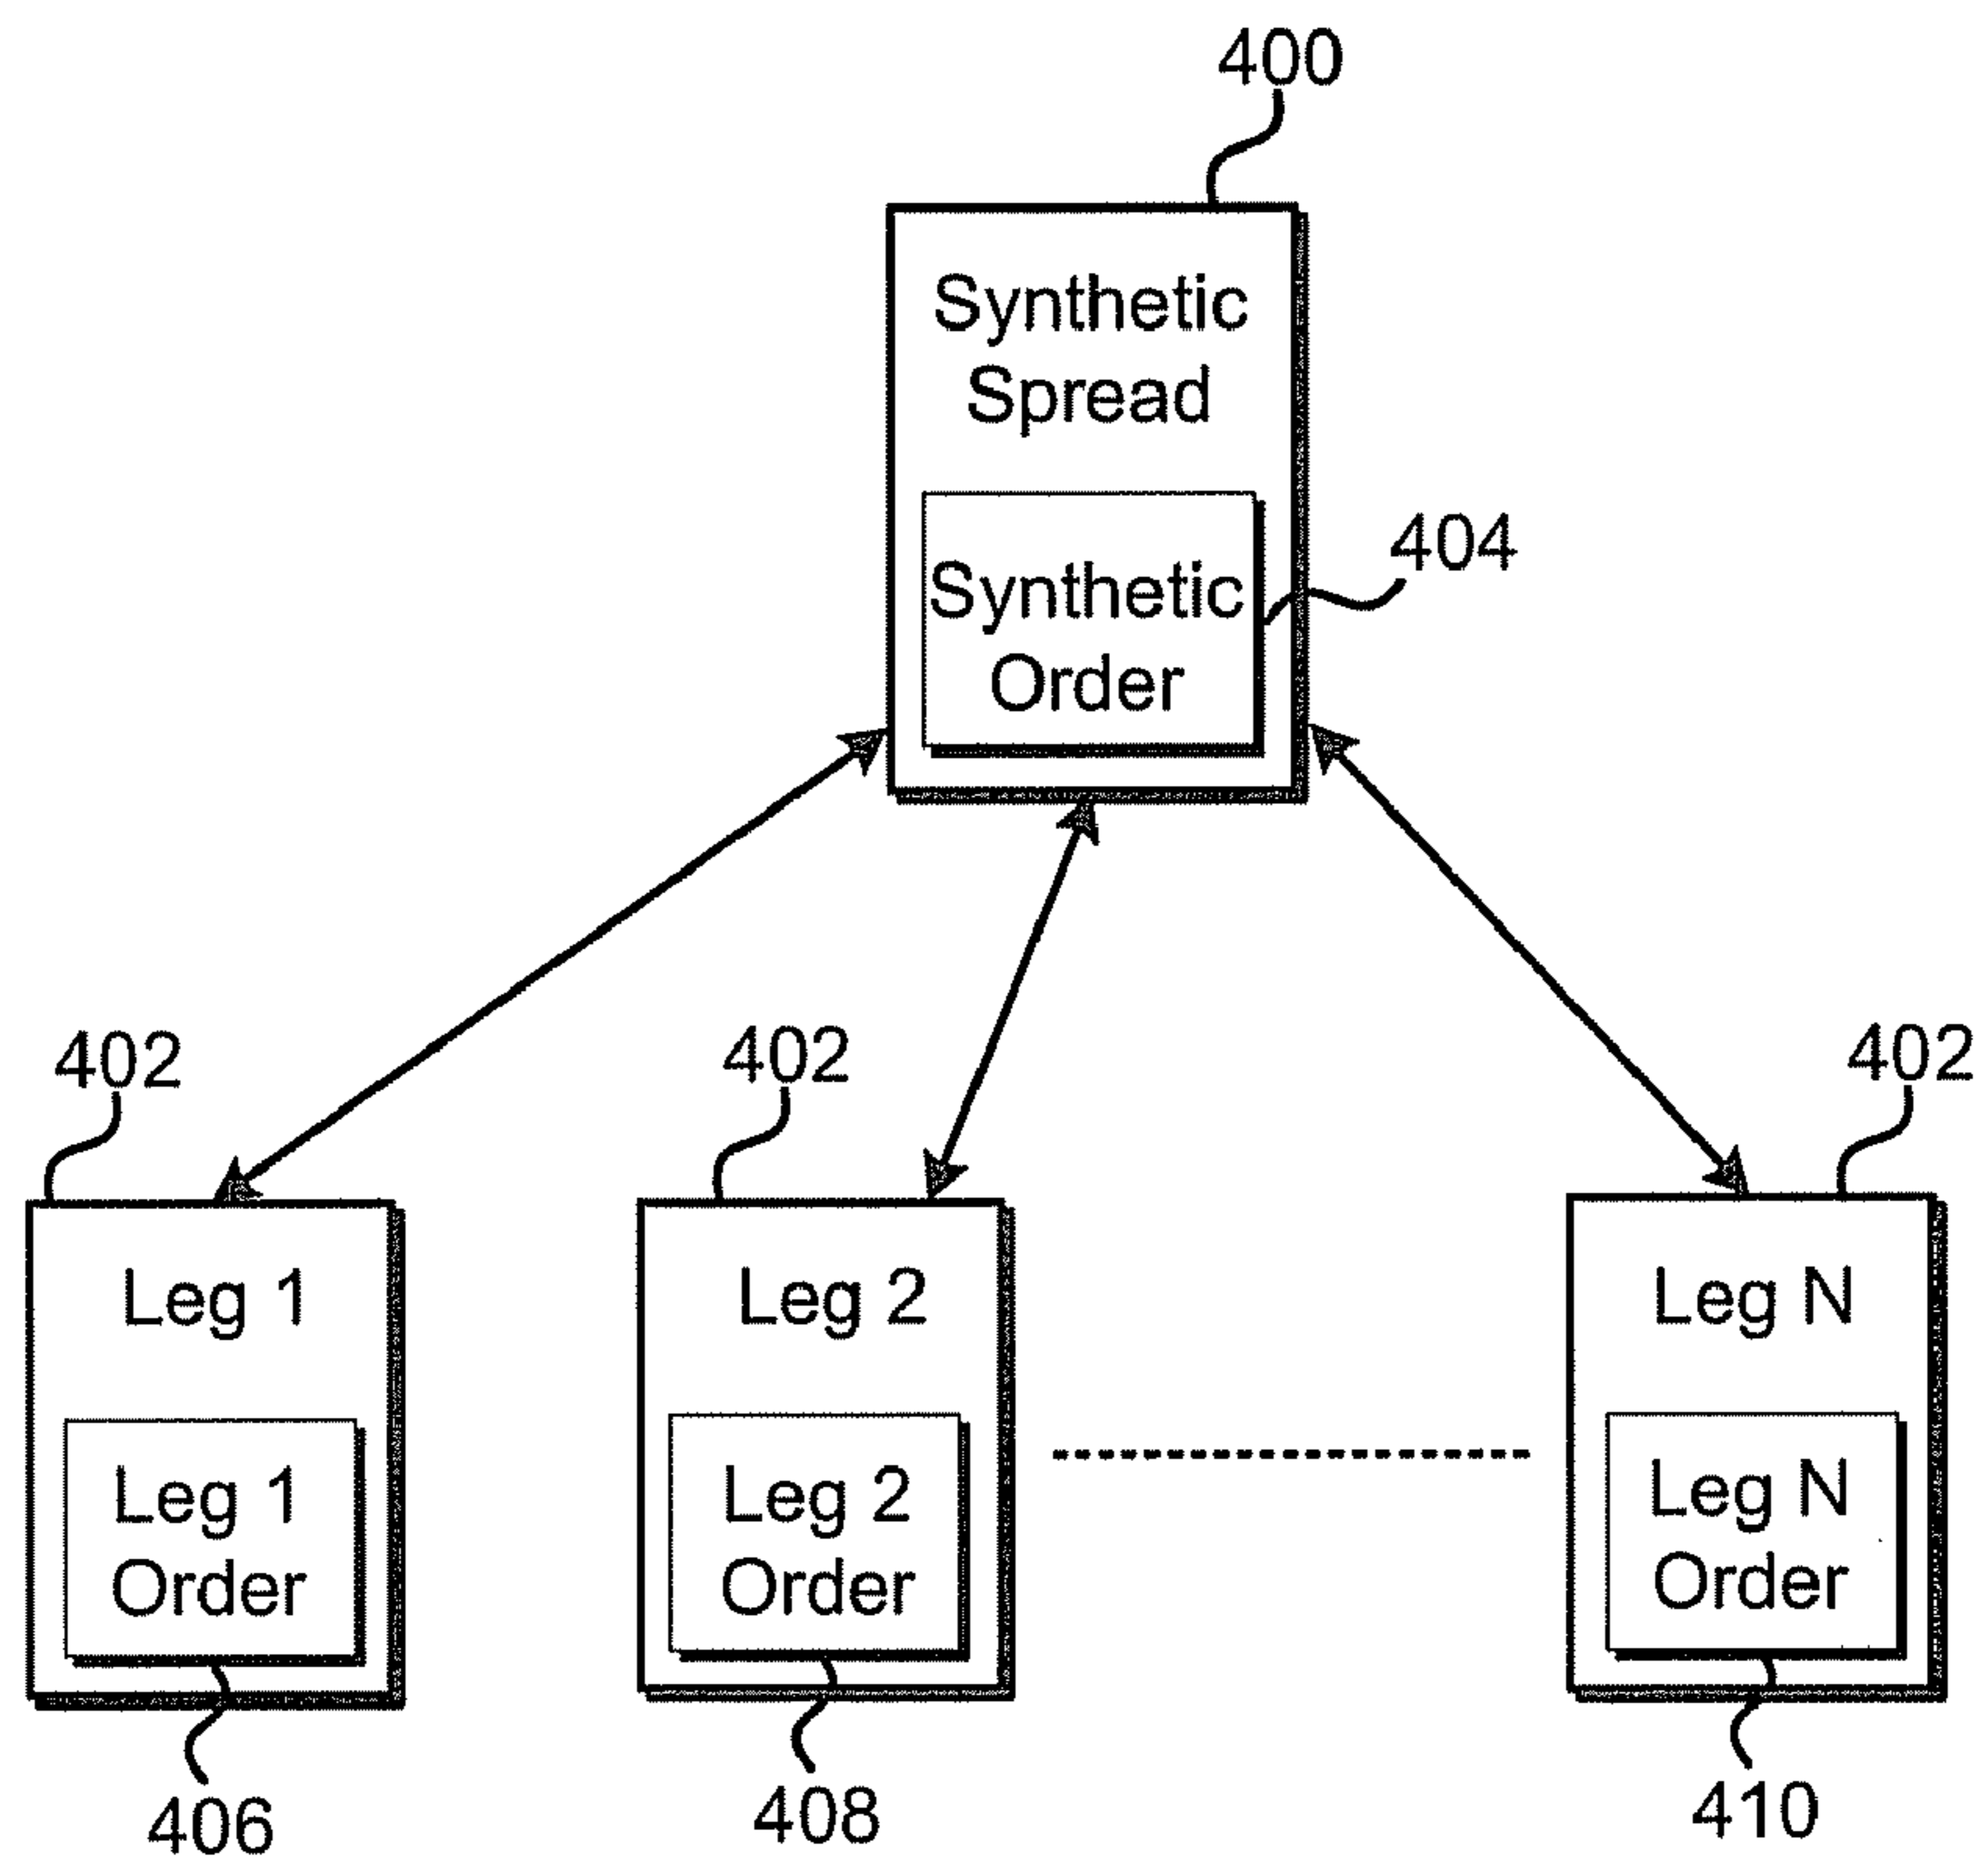 400
Synthetic
Spread
404
Synthetic
Order
402
402
402
Leg 1
Leg 2
Leg N
Leg 1
Order
Leg 2
Order
Leg N
Order
406
408
410